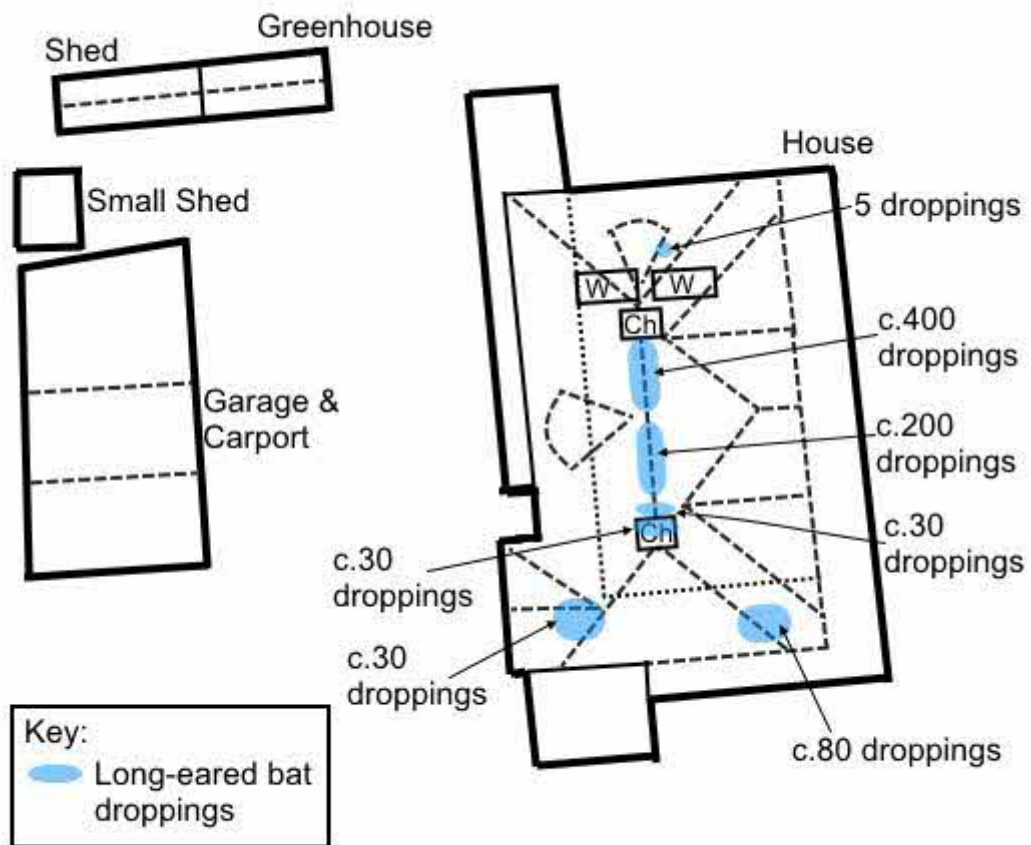 Greenhouse
Shed
House
Small Shed
5 droppings
W
W
Ch
c.400
droppings
Garage &
Carport
c.200
droppings
Ch
c.30
droppings
c.30
droppings
c.30
droppings
c.80 droppings
Key:
Long-eared bat
droppings